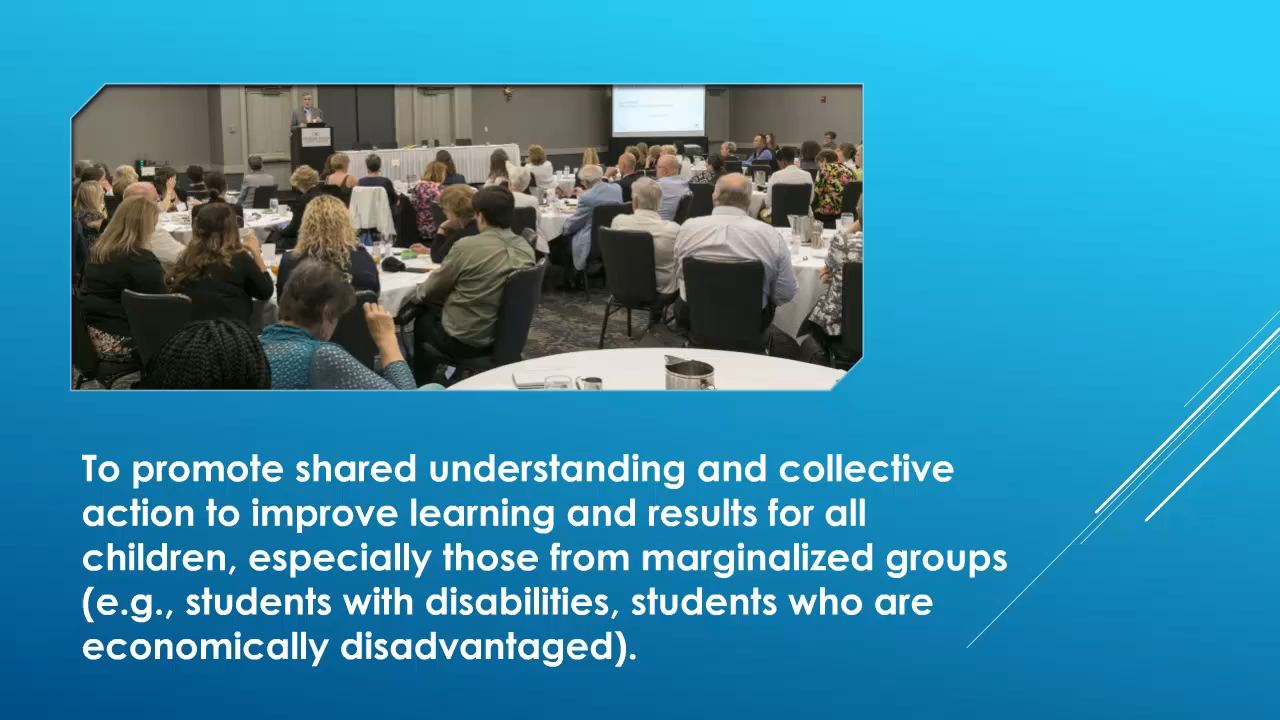 To promote shared understanding and collective
action to improve learning and results for all
children, especially those from marginalized groups
(e.g., students with disabilities, students who are
economically disadvantaged).